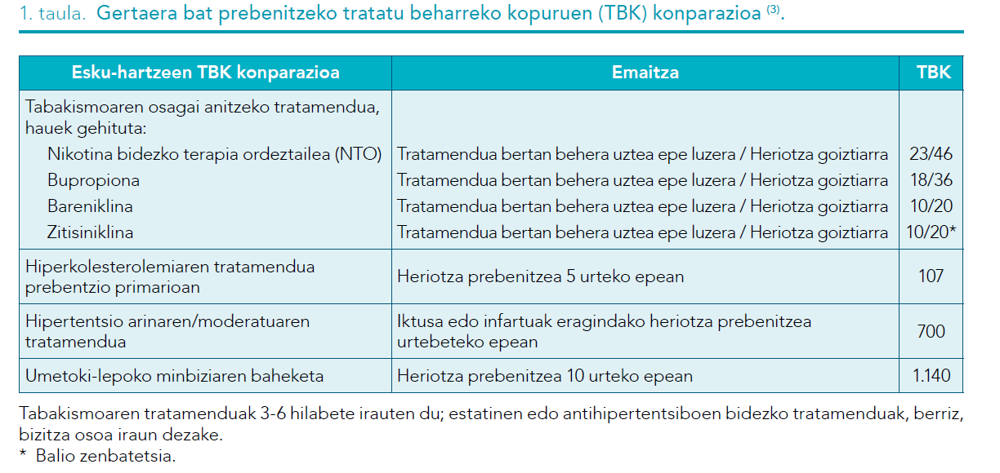 1. taula. Gertaera bat prebenitzeko tratatu beharreko kopuruen (TBK) konparazioa (3).
Esku-hartzeen TBK konparazioa Emaitza TBK
Tabakismoaren osagai anitzeko tratamendua,
hauek gehituta:
Nikotina bidezko terapia ordeztailea (NTO) Tratamendua bertan behera uztea epe luzera / Heriotza goiztiarra 23/46
Bupropiona Tratamendua bertan behera uztea epe luzera / Heriotza goiztiarra 18/36
Bareniklina Tratamendua bertan behera uztea epe luzera / Heriotza goiztiarra 10/20
Zitisiniklina Tratamendua bertan behera uztea epe luzera / Heriotza goiztiarra 10/20*
Hiperkolesterolemiaren tratamendua
prebentzio primarioan
Heriotza prebenitzea 5 urteko epean 107
Hipertentsio arinaren/moderatuaren
tratamendua
Iktusa edo infartuak eragindako heriotza prebenitzea
urtebeteko epean
700
Umetoki-lepoko minbiziaren baheketa Heriotza prebenitzea 10 urteko epean 1.140
Tabakismoaren tratamenduak 3-6 hilabete irauten du; estatinen edo antihipertentsiboen bidezko tratamenduak, berriz,
bizitza osoa iraun dezake.
* Balio zenbatetsia.